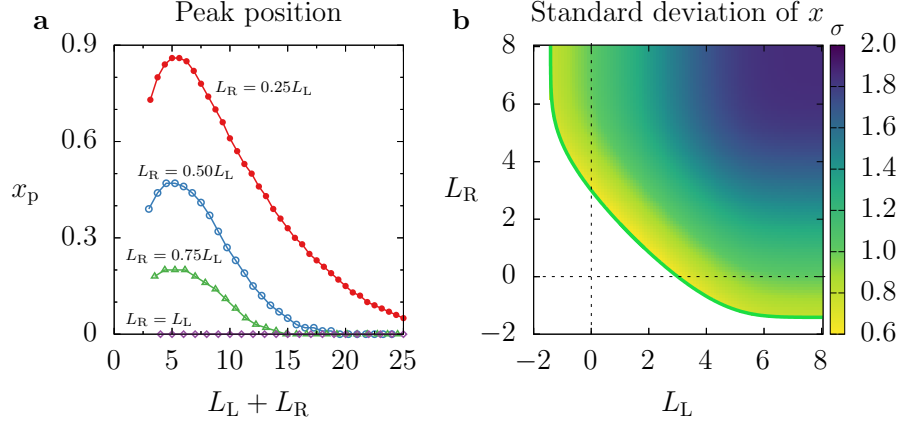 a Peak position
0.9
0.6
0.3
0
x_p
L_R = 0.25L_L
L_R = 0.50L_L
L_R = 0.75L_L
L_R = L_L
0 5 10 15 20 25
L_L + L_R
b Standard deviation of x
8
6
4
2
0
−2
L_R
−2 0 2 4 6 8
L_L
σ
2.0
1.8
1.6
1.4
1.2
1.0
0.8
0.6